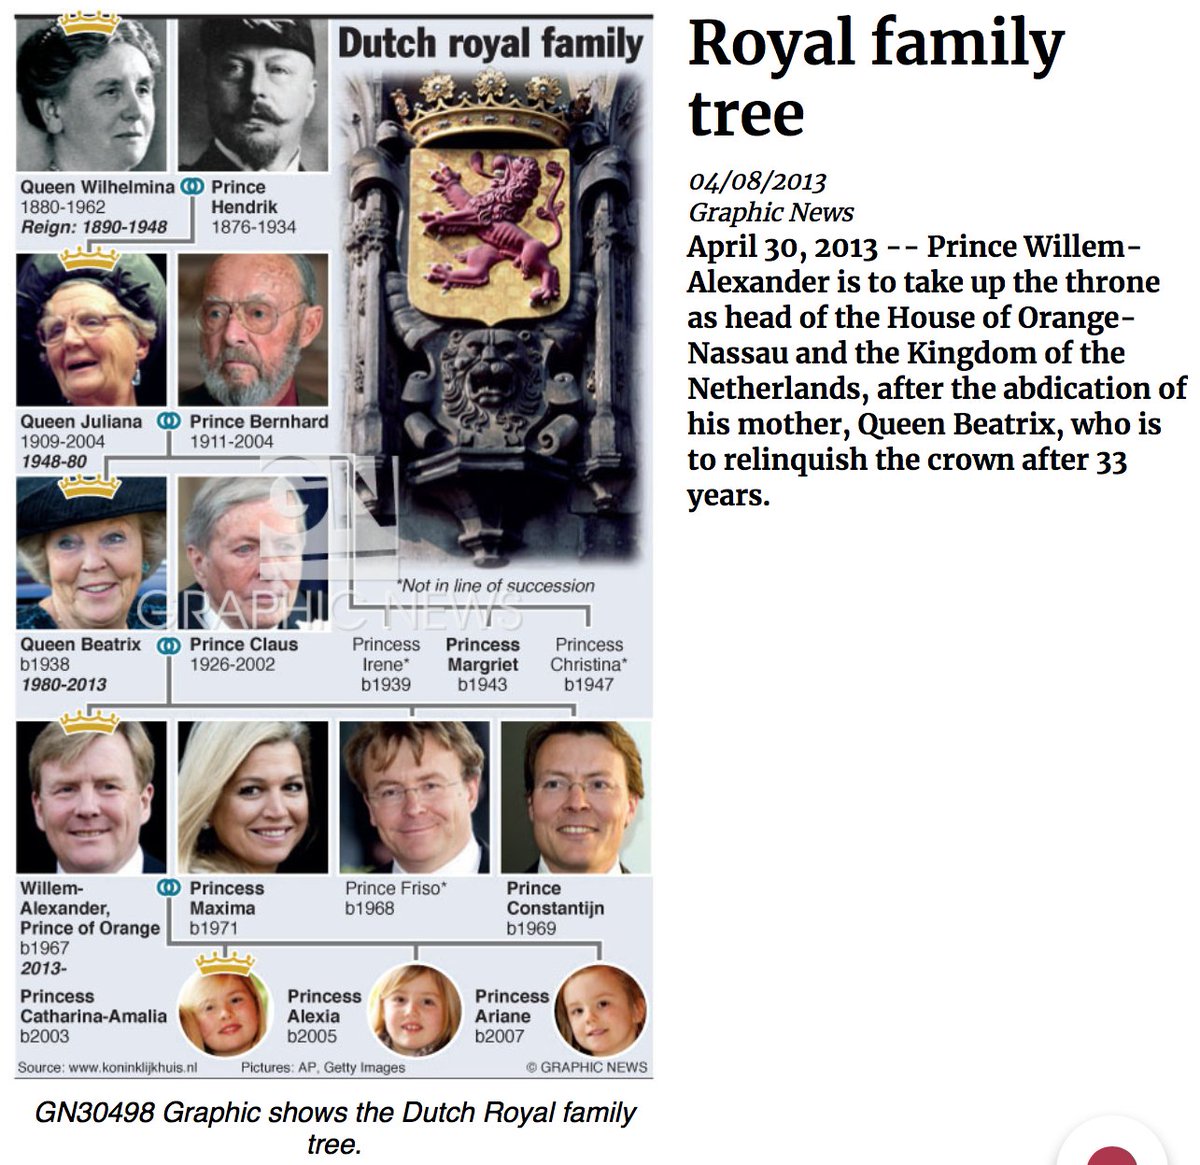 Dutch royal family
Queen Wilhelmina
1880-1962
Reign: 1890-1948
Prince
Hendrik
1876-1934
Queen Juliana
1909-2004
1948-80
Prince Bernhard
1911-2004
GN
GRAPHIC NEWS
*Not in line of succession
Queen Beatrix
b1938
1980-2013
Prince Claus
1926-2002
Princess
Irene*
b1939
Princess
Margriet
b1943
Princess
Christina*
b1947
Willem-
Alexander,
Prince of Orange
b1967
2013-
Princess
Maxima
b1971
Prince Friso*
b1968
Prince
Constantijn
b1969
Princess
Catharina-Amalia
b2003
Princess
Alexia
b2005
Princess
Ariane
b2007
Source: www.koninklijkhuis.nl
Pictures: AP, Getty Images
© GRAPHIC NEWS
GN30498 Graphic shows the Dutch Royal family
tree.
Royal family
tree
04/08/2013
Graphic News
April 30, 2013 -- Prince Willem-
Alexander is to take up the throne
as head of the House of Orange-
Nassau and the Kingdom of the
Netherlands, after the abdication of
his mother, Queen Beatrix, who is
to relinquish the crown after 33
years.